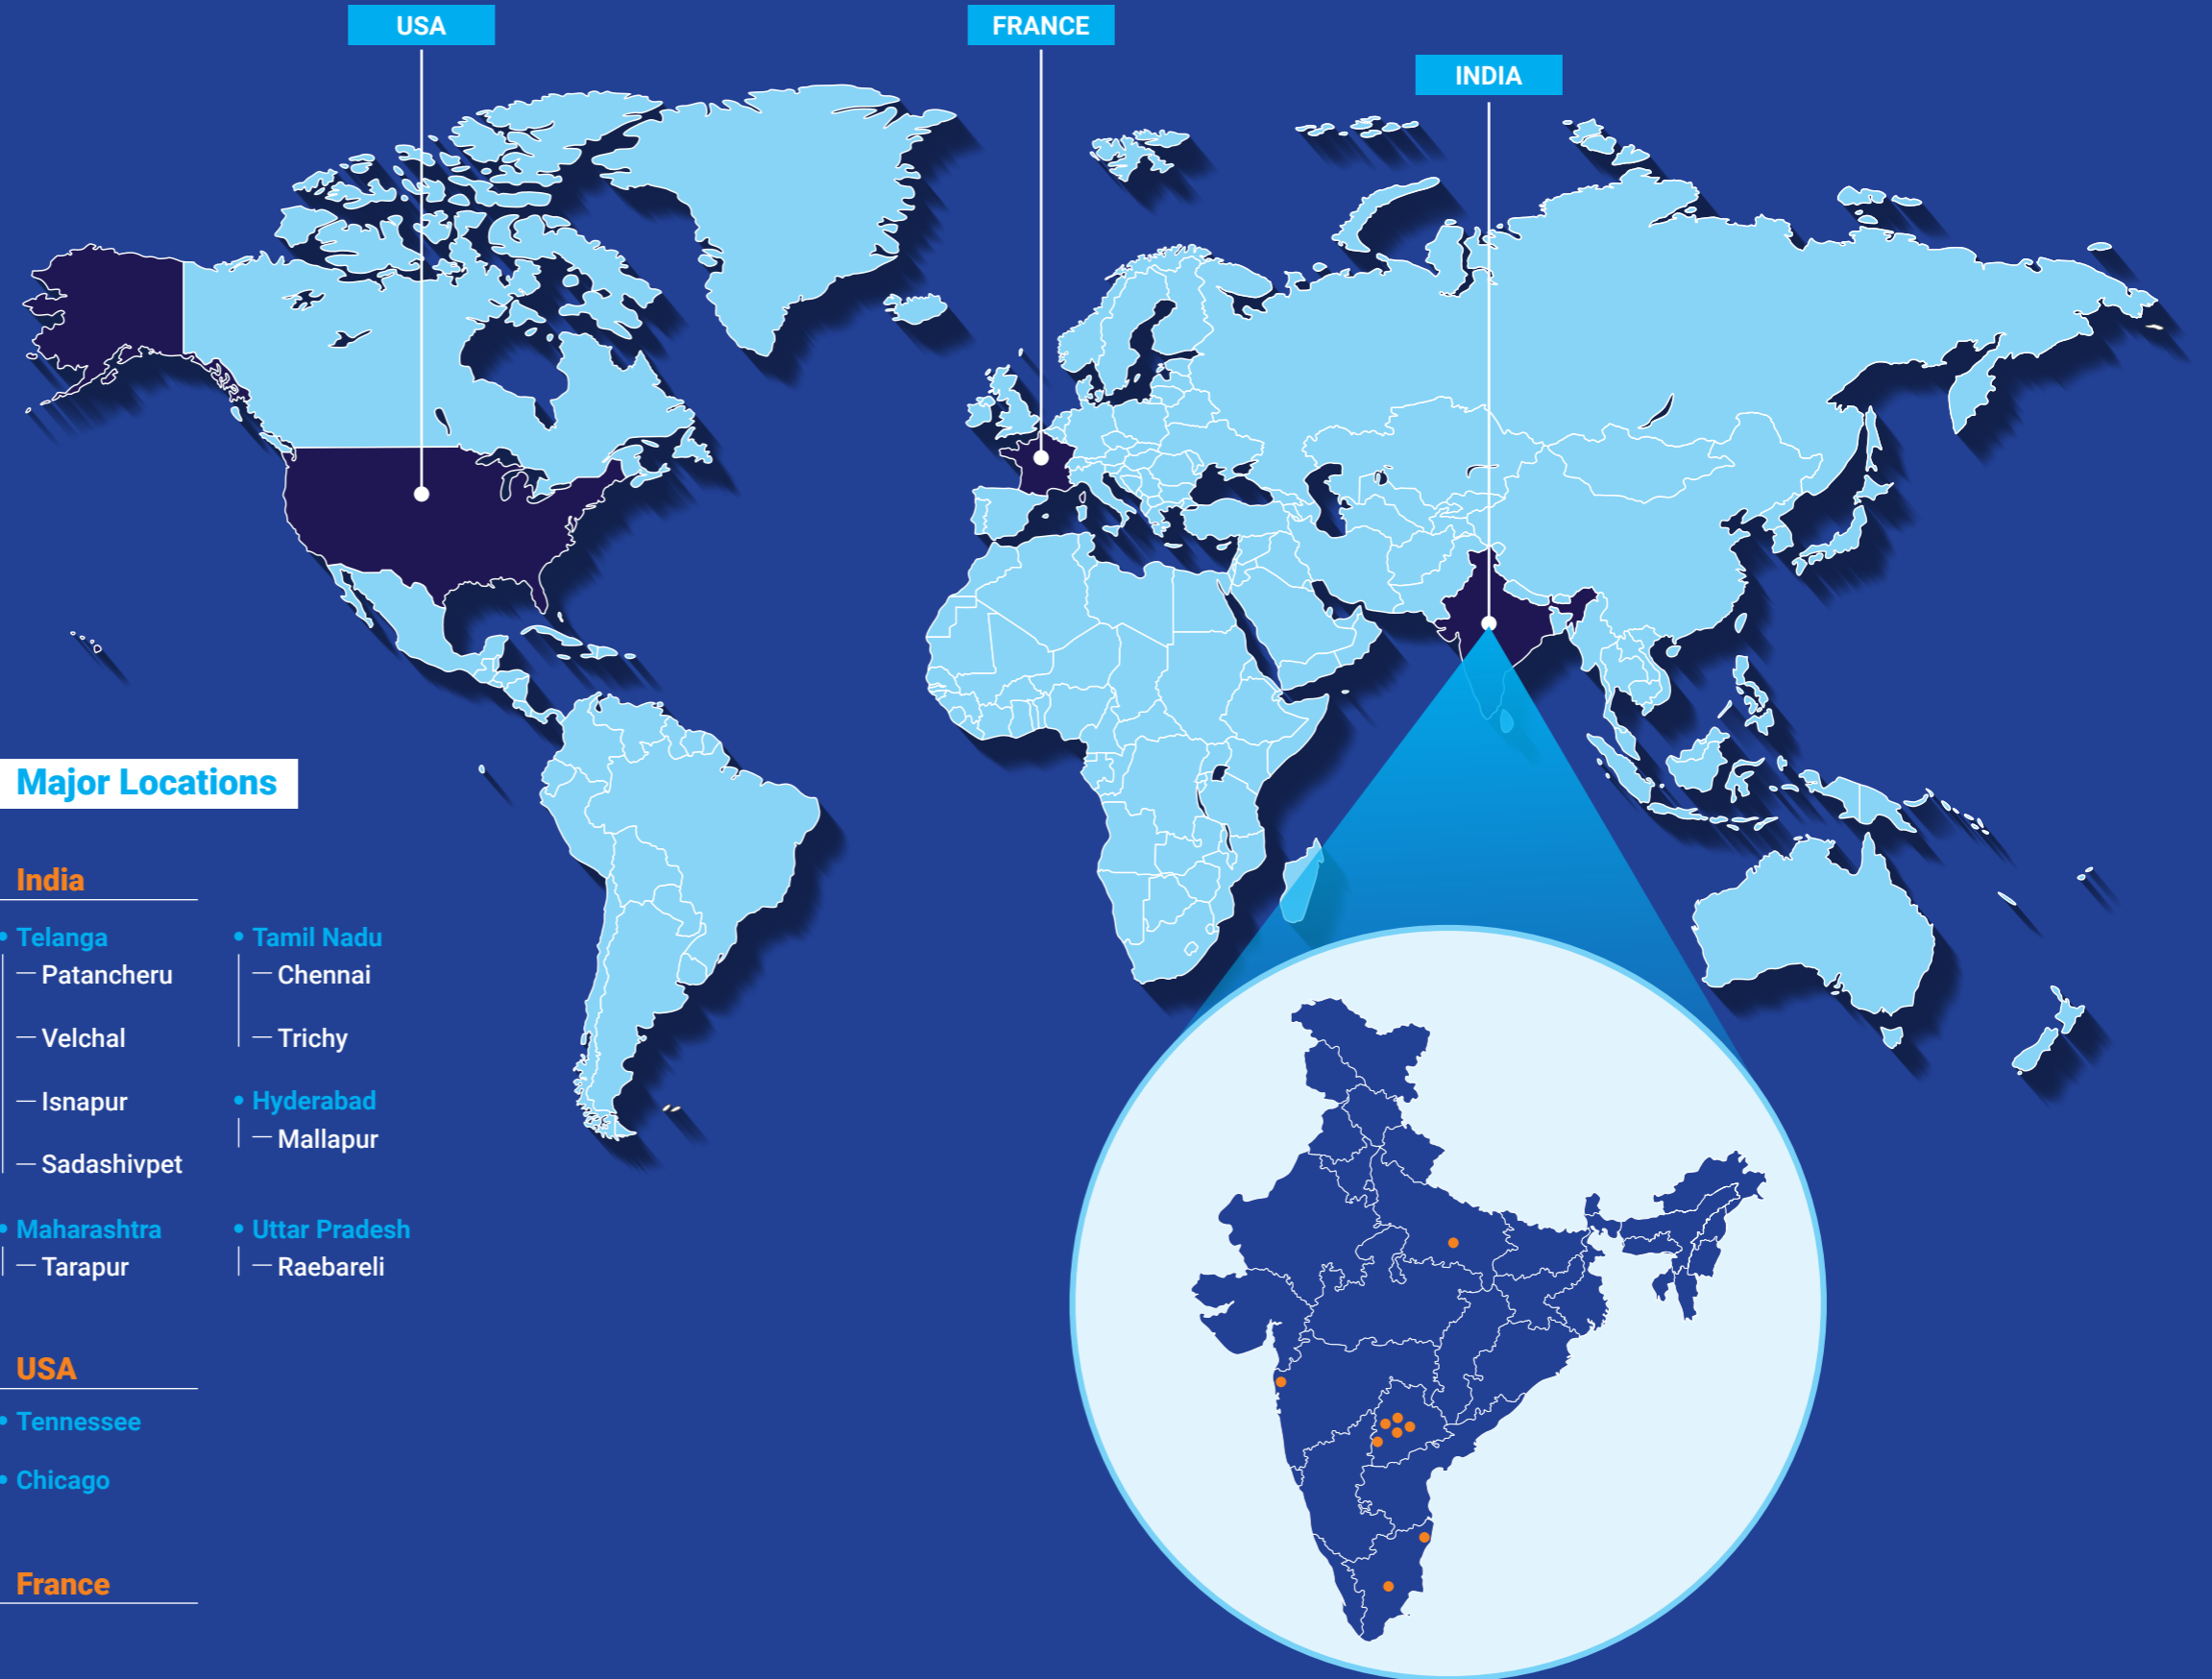 USA
FRANCE
INDIA
Major Locations
India
• Telanga
Patancheru
Velchal
Isnapur
Sadashivpet
• Maharashtra
Tarapur
• Tamil Nadu
Chennai
Trichy
• Hyderabad
Mallapur
• Uttar Pradesh
Raebareli
USA
• Tennessee
• Chicago
France